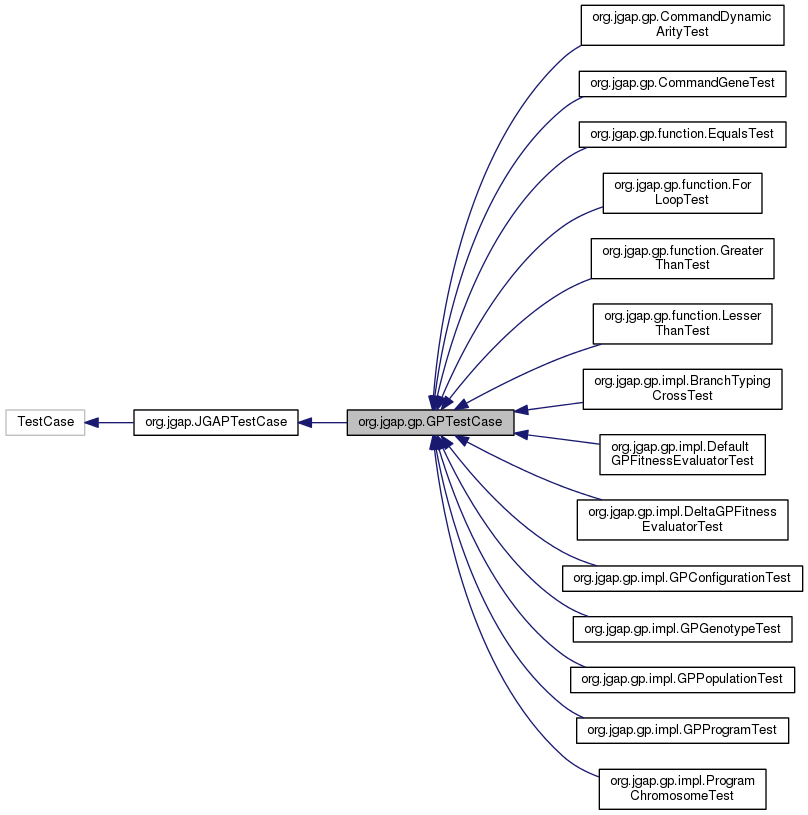 org.jgap.gp.CommandDynamic
ArityTest
org.jgap.gp.CommandGeneTest
org.jgap.gp.function.EqualsTest
org.jgap.gp.function.For
LoopTest
org.jgap.gp.function.Greater
ThanTest
org.jgap.gp.function.Lesser
ThanTest
org.jgap.gp.impl.BranchTyping
CrossTest
TestCase
org.jgap.JGAPTestCase
org.jgap.gp.GPTestCase
org.jgap.gp.impl.Default
GPFitnessEvaluatorTest
org.jgap.gp.impl.DeltaGPFitness
EvaluatorTest
org.jgap.gp.impl.GPConfigurationTest
org.jgap.gp.impl.GPGenotypeTest
org.jgap.gp.impl.GPPopulationTest
org.jgap.gp.impl.GPProgramTest
org.jgap.gp.impl.Program
ChromosomeTest